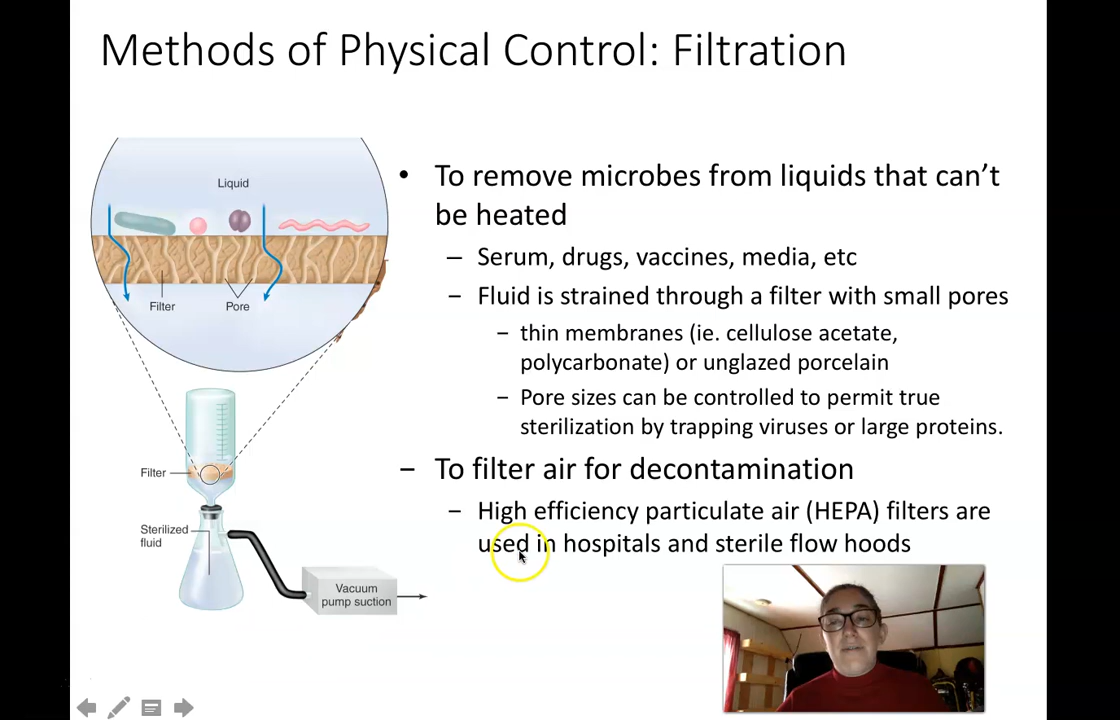 Methods of Physical Control: Filtration
Liquid
Filter
Pore
Filter
Sterilized
fluid
Vacuum
pump suction
• To remove microbes from liquids that can’t
be heated
– Serum, drugs, vaccines, media, etc
– Fluid is strained through a filter with small pores
– thin membranes (ie. cellulose acetate,
polycarbonate) or unglazed porcelain
– Pore sizes can be controlled to permit true
sterilization by trapping viruses or large proteins.
– To filter air for decontamination
– High efficiency particulate air (HEPA) filters are
used in hospitals and sterile flow hoods